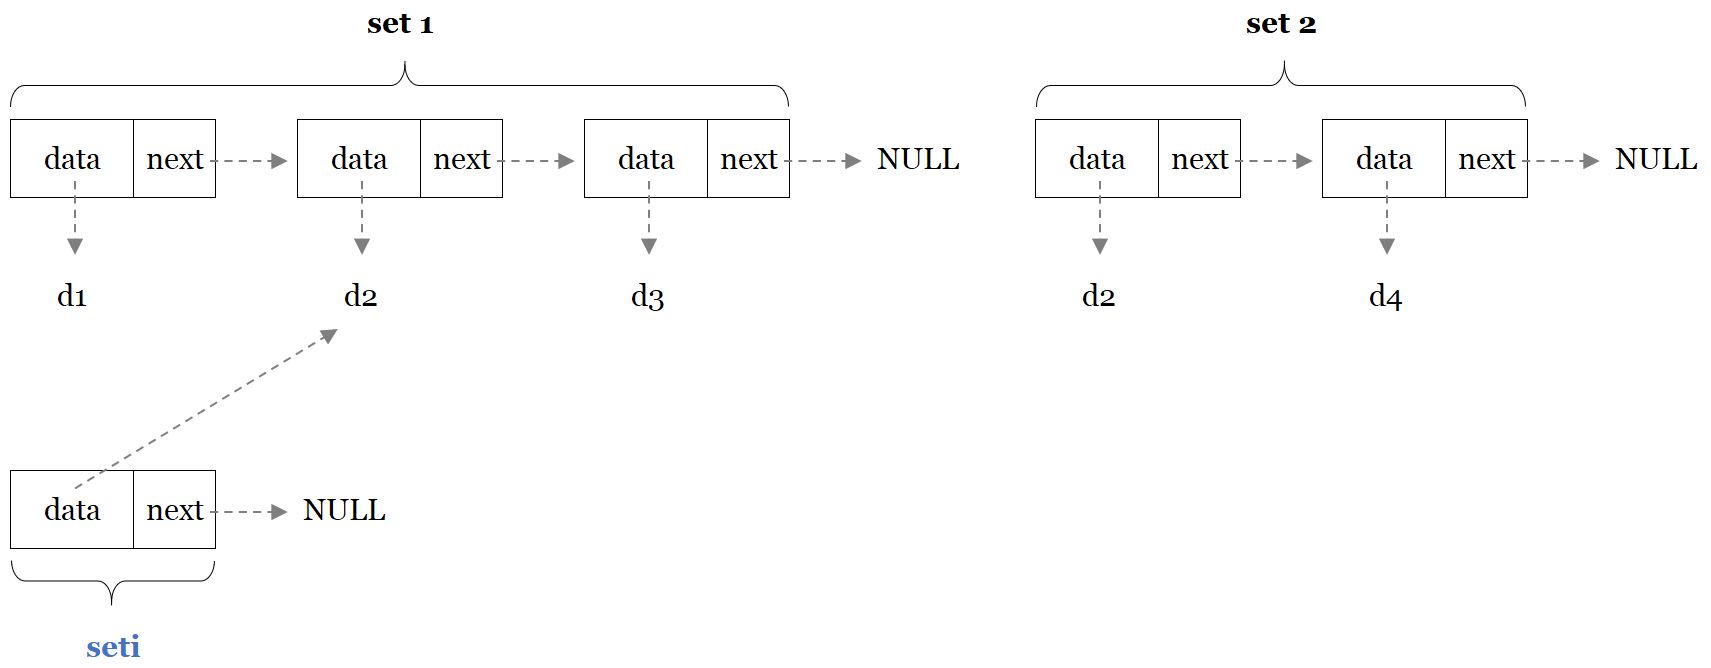 set 1 set 2
data next data next data next NULL data next data next NULL
d1 d2 d3 d2 d4
data next NULL
seti